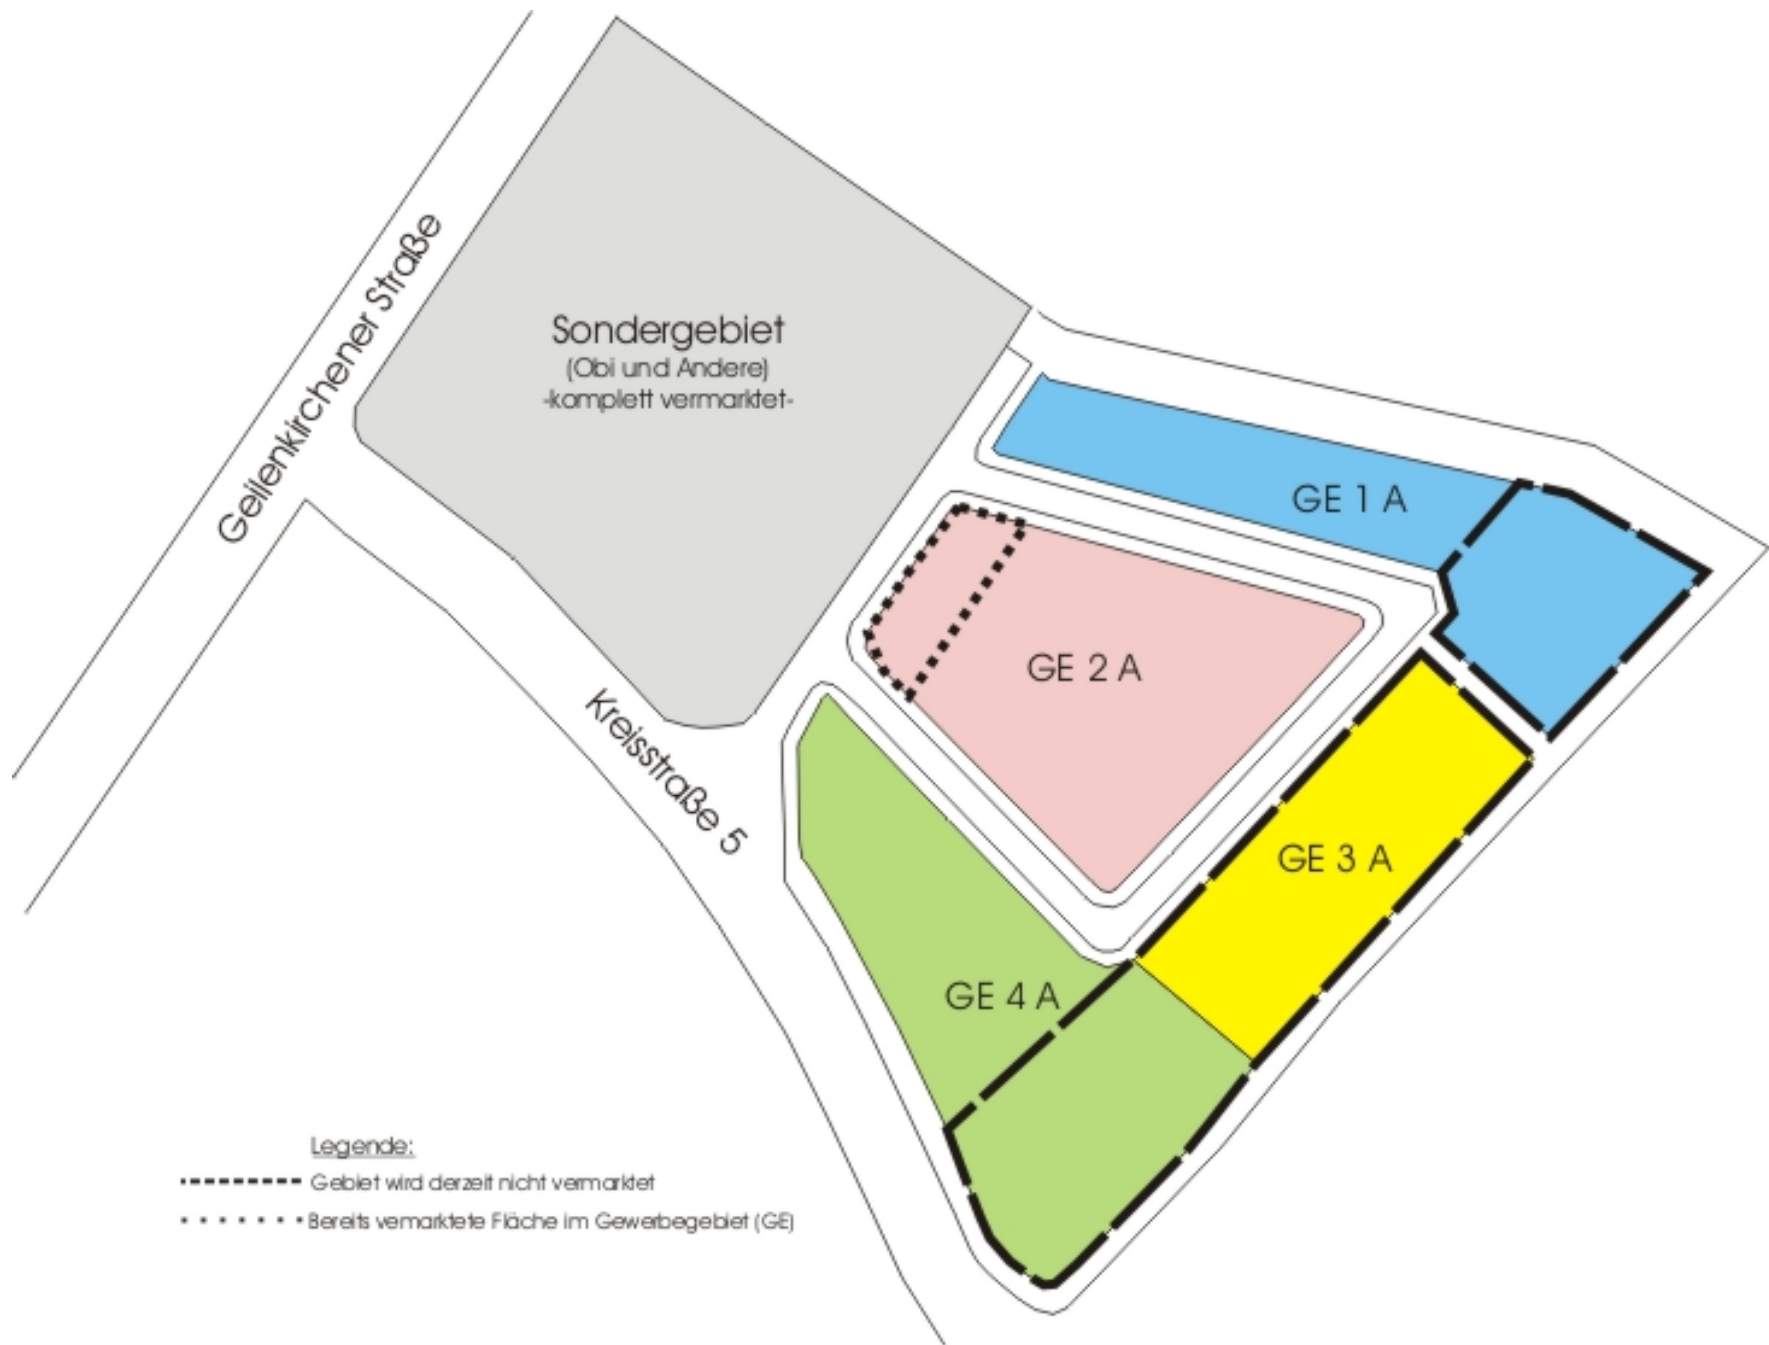 Geilenkirchener Straße
Sondergebiet
(Obi und Andere)
-komplett vermarktet-
GE 1 A
GE 2 A
Kreisstraße 5
GE 3 A
GE 4 A
Legende:
Gebiet wird derzeit nicht vermarktet
Bereits vemarktete Fläche im Gewerbegebiet (GE)